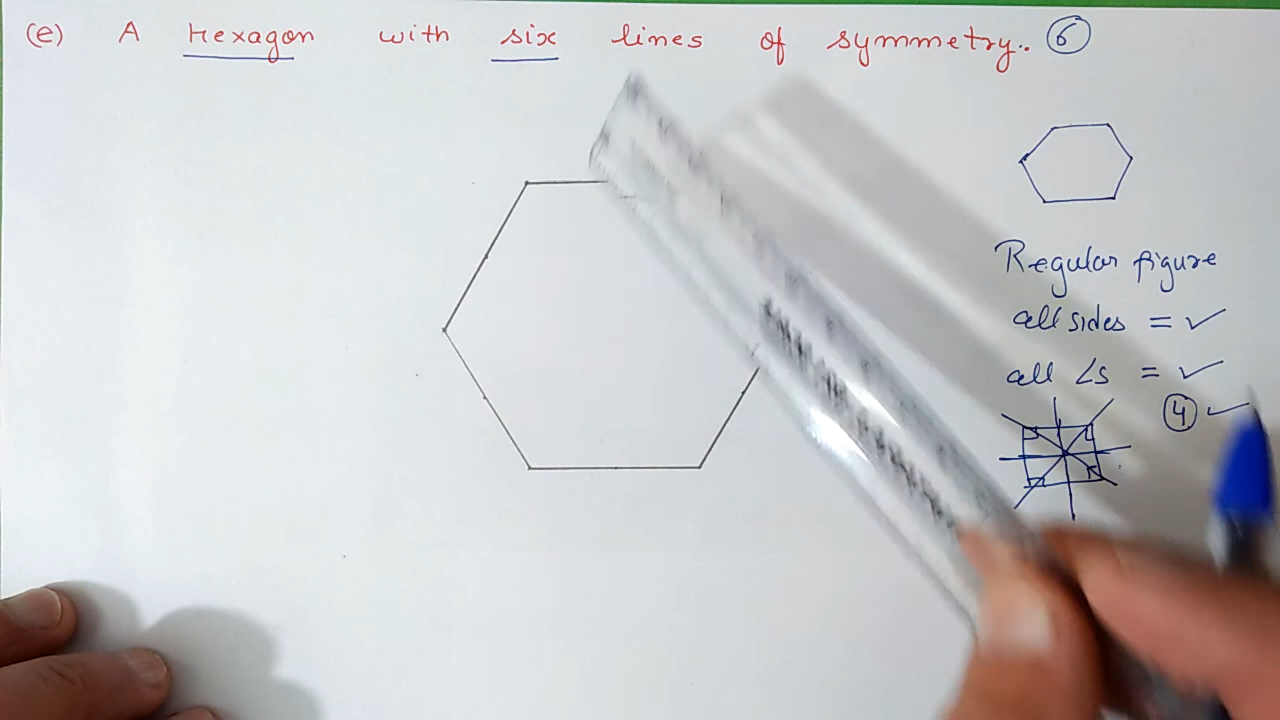 (e) A Hexagon with six lines of symmetry.. 6
Regular figure
all sides = ✓
all ∠s = ✓
4 ✓